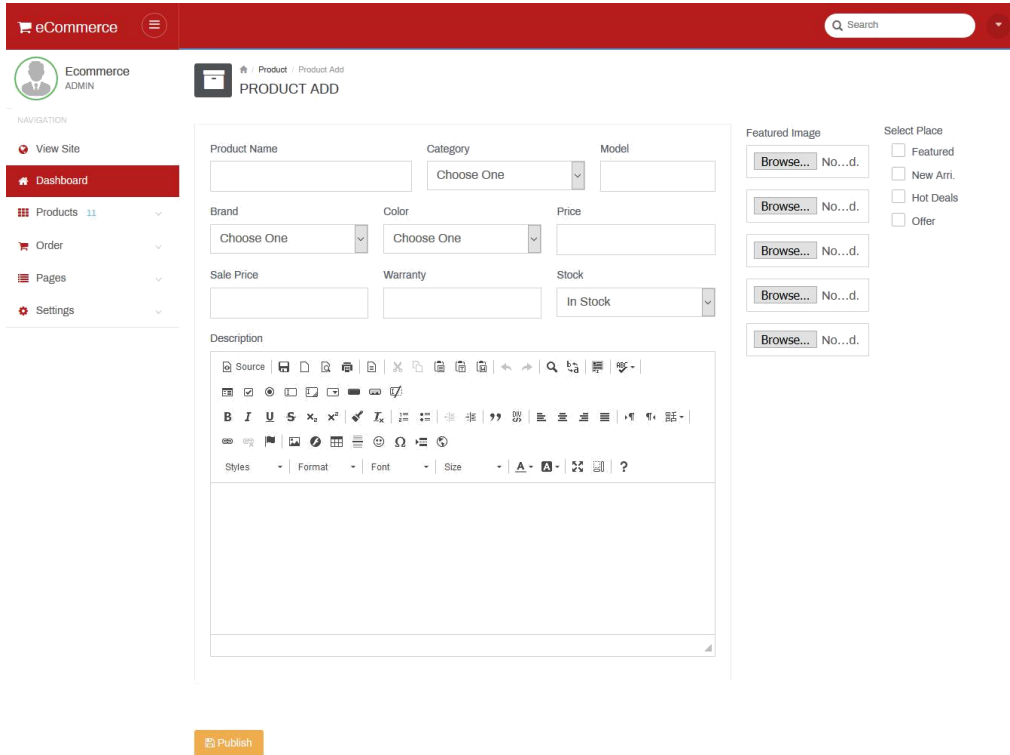 eCommerce
Search
Ecommerce
ADMIN
NAVIGATION
View Site
Dashboard
Products 11
Order
Pages
Settings
/ Product / Product Add
PRODUCT ADD
Product Name Category Model
Choose One
Brand Color Price
Choose One Choose One
Sale Price Warranty Stock
In Stock
Description
Source
Styles Format Font Size
Featured Image
Browse... No...d.
Browse... No...d.
Browse... No...d.
Browse... No...d.
Browse... No...d.
Select Place
Featured
New Arri.
Hot Deals
Offer
Publish